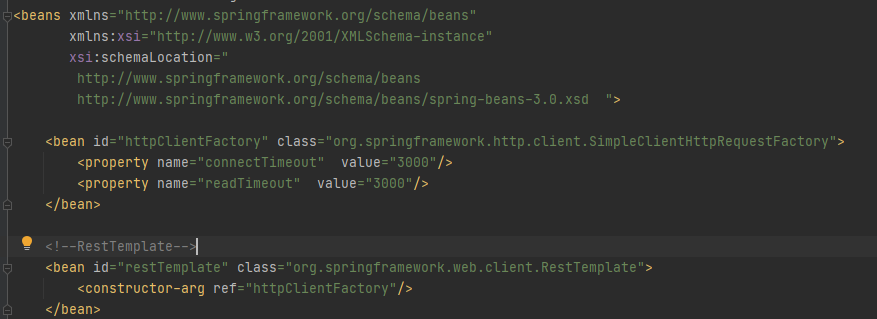 <beans xmlns="http://www.springframework.org/schema/beans"
       xmlns:xsi="http://www.w3.org/2001/XMLSchema-instance"
       xsi:schemaLocation="
        http://www.springframework.org/schema/beans
        http://www.springframework.org/schema/beans/spring-beans-3.0.xsd  ">
    <bean id="httpClientFactory" class="org.springframework.http.client.SimpleClientHttpRequestFactory">
        <property name="connectTimeout"  value="3000"/>
        <property name="readTimeout"  value="3000"/>
    </bean>
    <!--RestTemplate-->
    <bean id="restTemplate" class="org.springframework.web.client.RestTemplate">
        <constructor-arg ref="httpClientFactory"/>
    </bean>